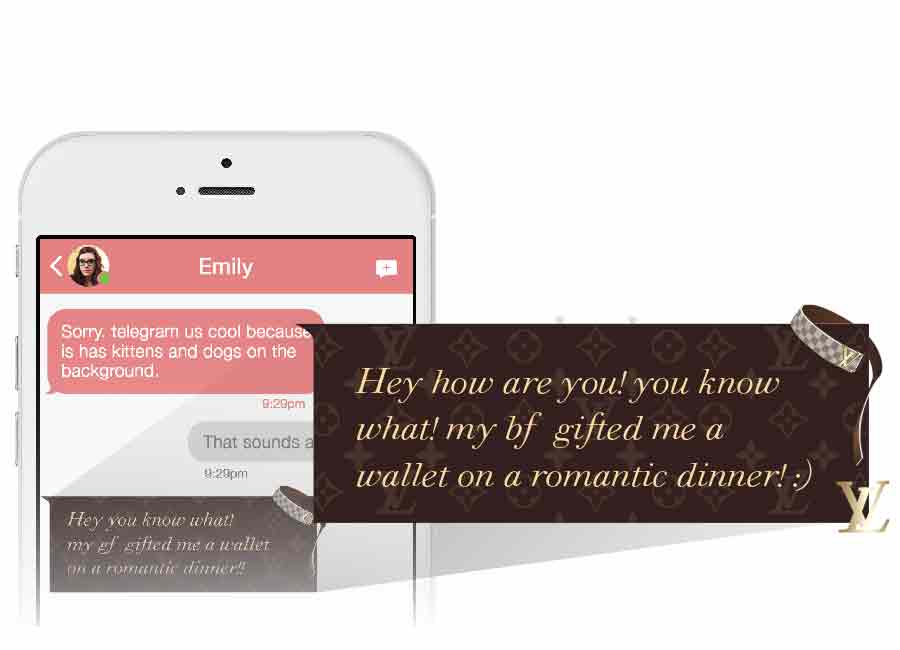 Emily
Sorry. telegram us cool because
is has kittens and dogs on the
background.
9:29pm
That sounds a
9:29pm
Hey you know what!
my gf gifted me a wallet
on a romantic dinner!!
Hey how are you! you know
what! my bf gifted me a
wallet on a romantic dinner! :)
LV